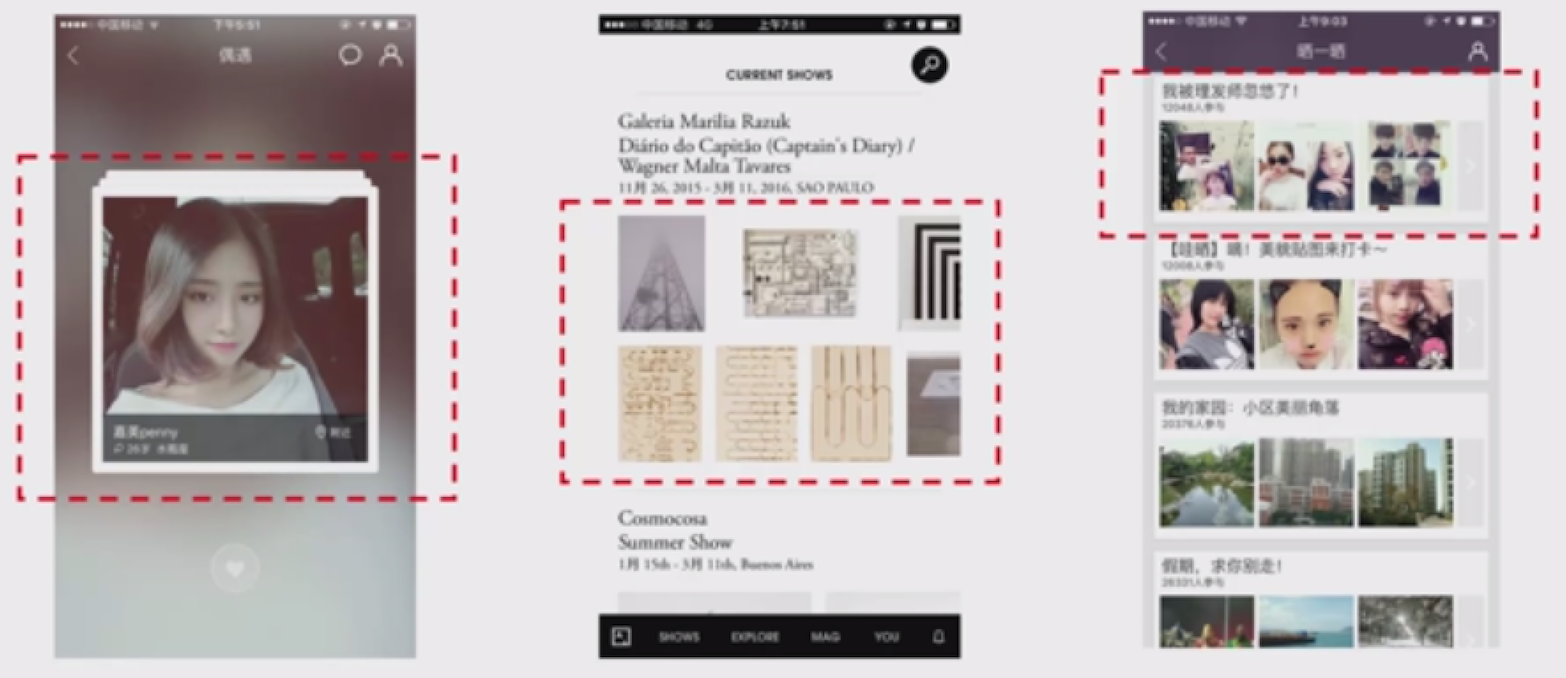 中国移动
下午5:51
偶遇
嘉美penny
附近
26岁 水瓶座
中国移动 4G
上午7:51
CURRENT SHOWS
Galeria Marilia Razuk
Diário do Capitão (Captain's Diary) /
Wagner Malta Tavares
11月 26, 2015 - 3月 11, 2016, SAO PAULO
Cosmocosa
Summer Show
1月 15th - 3月 11th, Buenos Aires
SHOWS
EXPLORE
MAG
YOU
中国移动
上午9:03
晒一晒
我被理发师忽悠了!
12048人参与
【哇晒】嘀!美貌贴图来打卡~
12008人参与
我的家园:小区美丽角落
20376人参与
假期,求你别走!
26331人参与